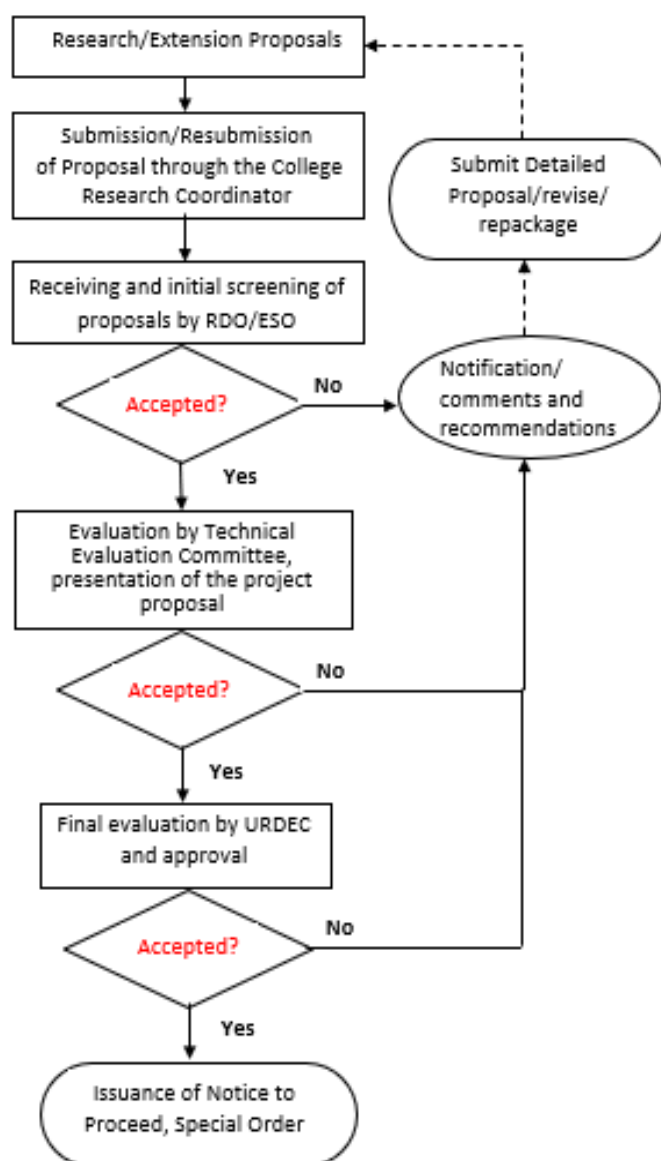 Research/Extension Proposals
Submission/Resubmission
of Proposal through the College
Research Coordinator
Submit Detailed
Proposal/revise/
repackage
Receiving and initial screening of
proposals by RDO/ESO
Accepted?
No
Notification/
comments and
recommendations
Yes
Evaluation by Technical
Evaluation Committee,
presentation of the project
proposal
Accepted?
No
Yes
Final evaluation by URDEC
and approval
Accepted?
No
Yes
Issuance of Notice to
Proceed, Special Order